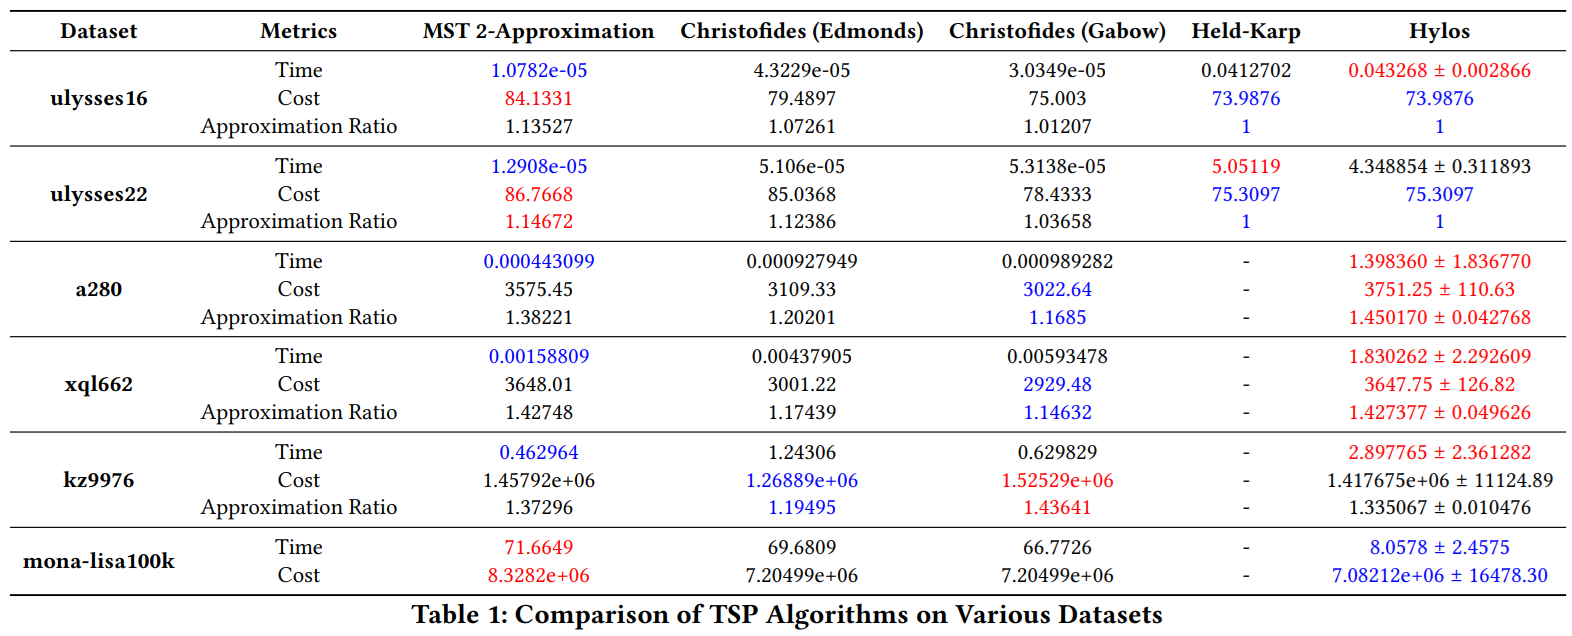 Dataset Metrics MST 2-Approximation Christofides (Edmonds) Christofides (Gabow) Held-Karp Hylos
Time 1.0782e-05 4.3229e-05 3.0349e-05 0.0412702 0.043268 ± 0.002866
ulysses16 Cost 84.1331 79.4897 75.003 73.9876 73.9876
Approximation Ratio 1.13527 1.07261 1.01207 1 1
Time 1.2908e-05 5.106e-05 5.3138e-05 5.05119 4.348854 ± 0.311893
ulysses22 Cost 86.7668 85.0368 78.4333 75.3097 75.3097
Approximation Ratio 1.14672 1.12386 1.03658 1 1
Time 0.000443099 0.000927949 0.000989282 - 1.398360 ± 1.836770
a280 Cost 3575.45 3109.33 3022.64 - 3751.25 ± 110.63
Approximation Ratio 1.38221 1.20201 1.1685 - 1.450170 ± 0.042768
Time 0.00158809 0.00437905 0.00593478 - 1.830262 ± 2.292609
xql662 Cost 3648.01 3001.22 2929.48 - 3647.75 ± 126.82
Approximation Ratio 1.42748 1.17439 1.14632 - 1.427377 ± 0.049626
Time 0.462964 1.24306 0.629829 - 2.897765 ± 2.361282
kz9976 Cost 1.45792e+06 1.26889e+06 1.52529e+06 - 1.417675e+06 ± 11124.89
Approximation Ratio 1.37296 1.19495 1.43641 - 1.335067 ± 0.010476
mona-lisa100k Time 71.6649 69.6809 66.7726 - 8.0578 ± 2.4575
Cost 8.3282e+06 7.20499e+06 7.20499e+06 - 7.08212e+06 ± 16478.30
Table 1: Comparison of TSP Algorithms on Various Datasets